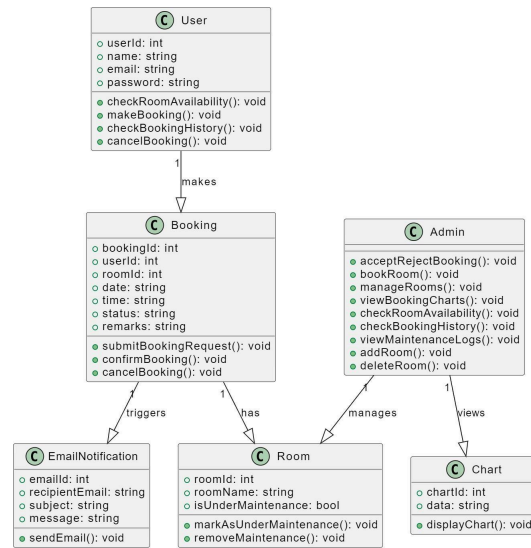 C User
userId: int
name: string
email: string
password: string
checkRoomAvailability(): void
makeBooking(): void
checkBookingHistory(): void
cancelBooking(): void
1
makes
C Booking
bookingId: int
userId: int
roomId: int
date: string
time: string
status: string
remarks: string
submitBookingRequest(): void
confirmBooking(): void
cancelBooking(): void
C Admin
acceptRejectBooking(): void
bookRoom(): void
manageRooms(): void
viewBookingCharts(): void
checkRoomAvailability(): void
checkBookingHistory(): void
viewMaintenanceLogs(): void
addRoom(): void
deleteRoom(): void
1
triggers
1
has
1
manages
1
views
C EmailNotification
emailId: int
recipientEmail: string
subject: string
message: string
sendEmail(): void
C Room
roomId: int
roomName: string
isUnderMaintenance: bool
markAsUnderMaintenance(): void
removeMaintenance(): void
C Chart
chartId: int
data: string
displayChart(): void